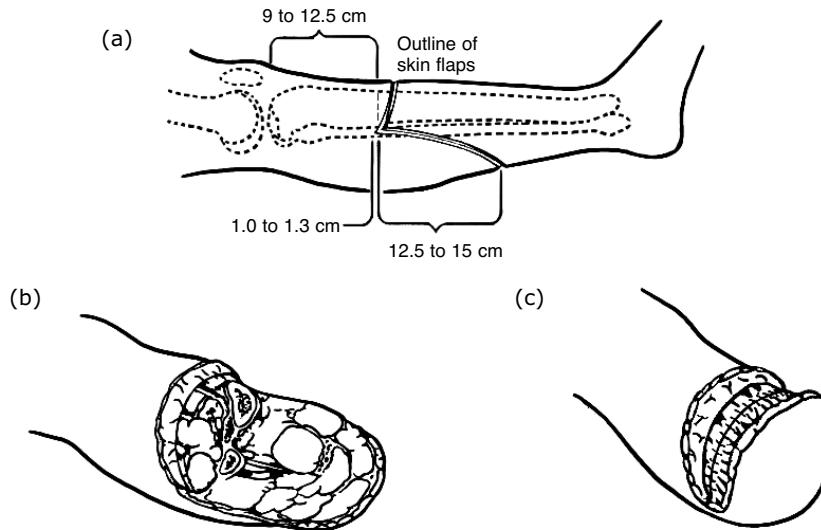 9 to 12.5 cm
(a)
Outline of
skin flaps
1.0 to 1.3 cm
12.5 to 15 cm
(b)
(c)